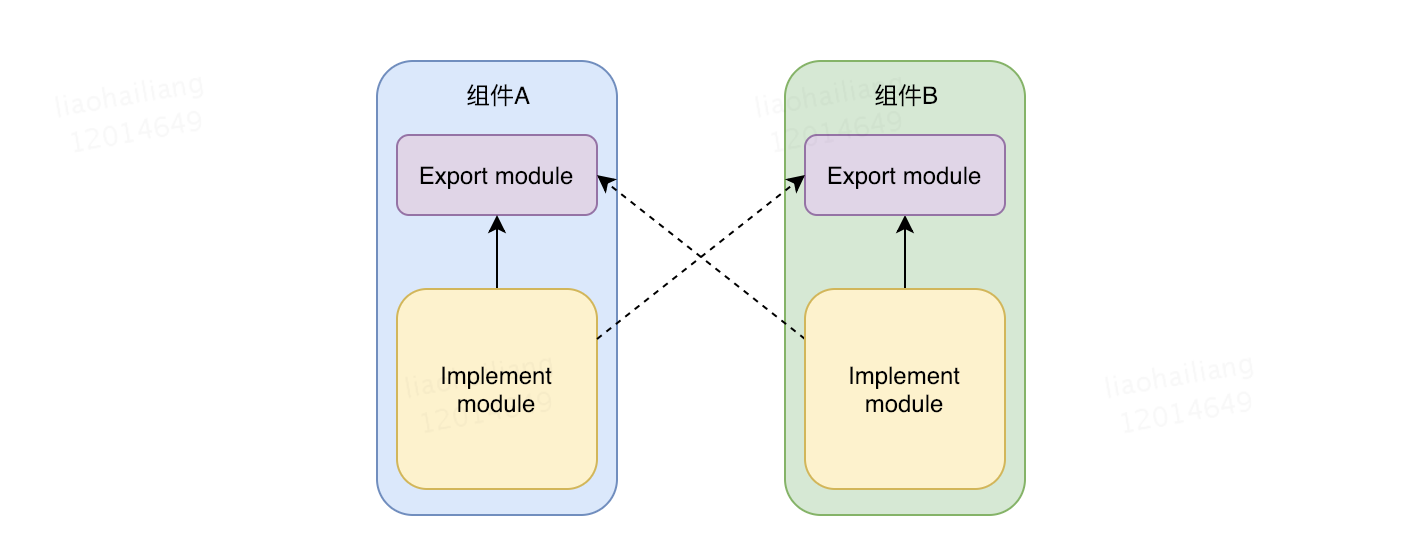 组件A
组件B
Export module
Export module
Implement
module
Implement
module
liaohailiang
12014649
liaohailiang
12014649
liaohailiang
12014649
liaohailiang
12014649